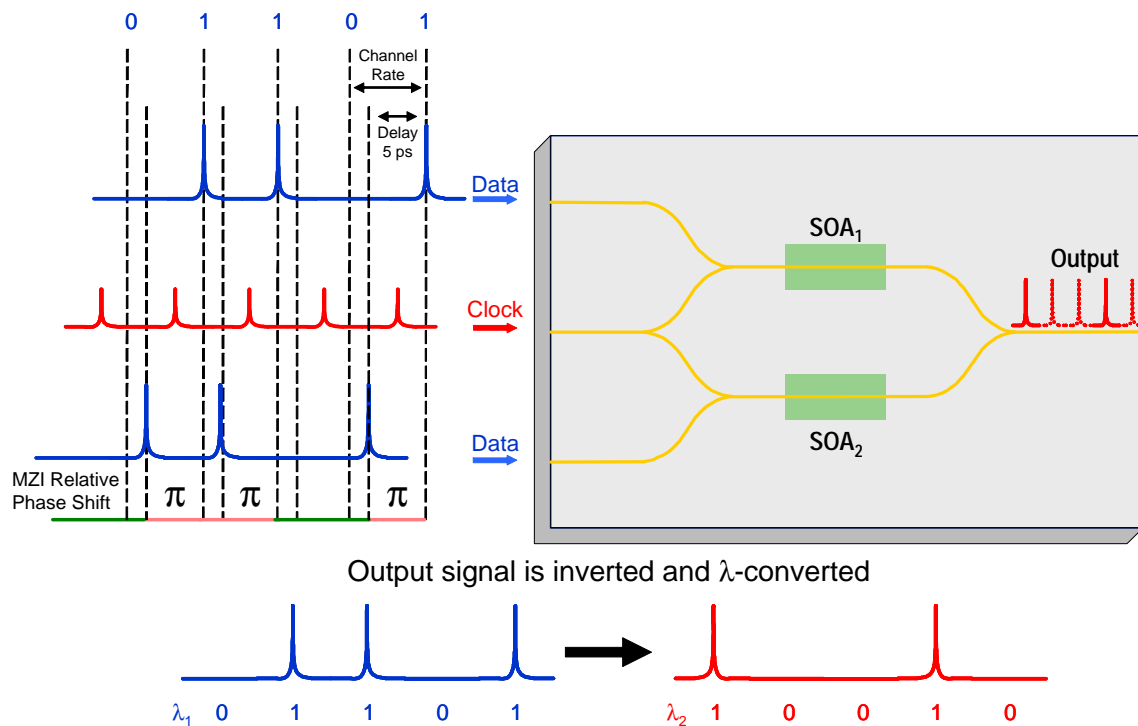 0 1 1 0 1
Channel
Rate
Delay
5 ps
Data
Clock
Data
MZI Relative
Phase Shift
π π π
SOA₁
Output
SOA₂
Output signal is inverted and λ-converted
λ₁ 0 1 1 0 1
λ₂ 1 0 0 1 0